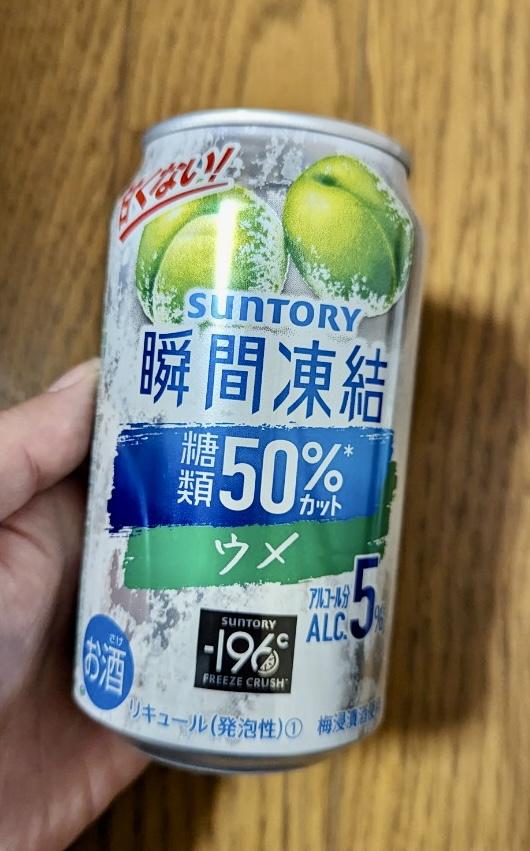 甘くない!
SUNTORY
瞬間凍結
糖類50%*カット
ウメ
アルコール分
ALC.5%
SUNTORY
-196℃
FREEZE CRUSH
さけ
お酒
リキュール(発泡性)① 梅浸漬酒使